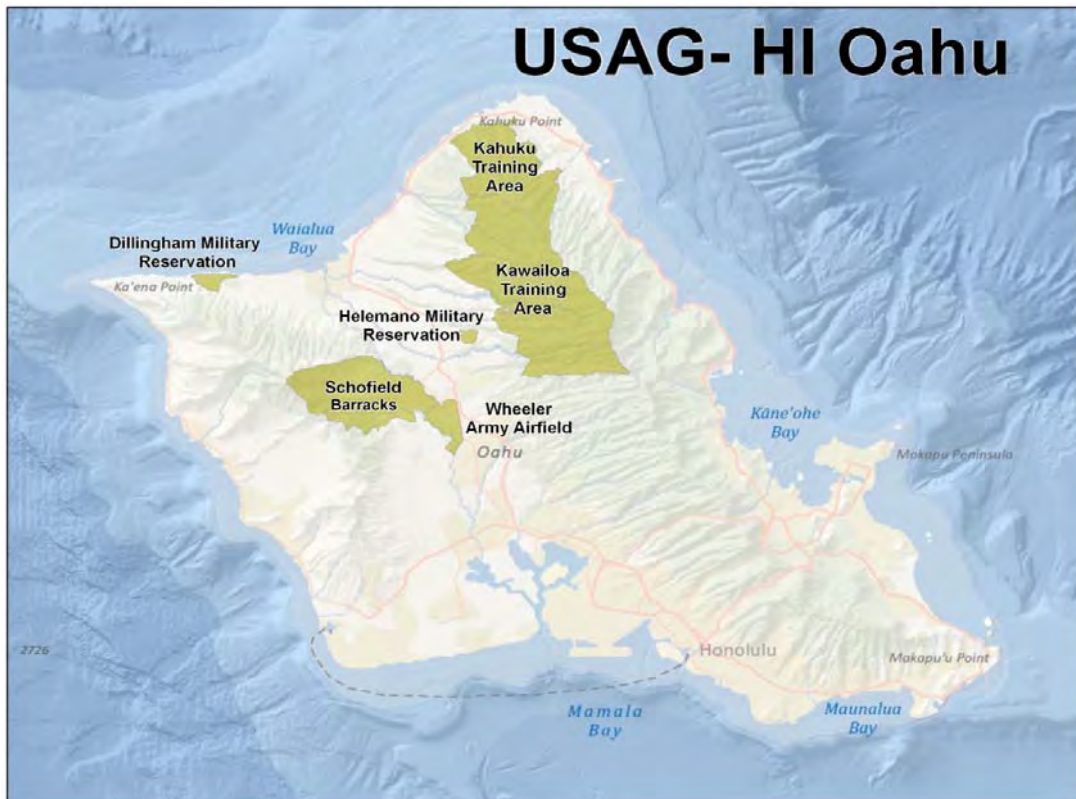 USAG- HI Oahu
Kahuku Point
Kahuku
Training
Area
Waialua
Bay
Dillingham Military
Reservation
Ka'ena Point
Kawailoa
Training
Area
Helemano Military
Reservation
Schofield
Barracks
Wheeler
Army Airfield
Oahu
Kāne'ohe
Bay
Mokapu Peninsula
2726
Honolulu
Makapu'u Point
Mamala
Bay
Maunalua
Bay